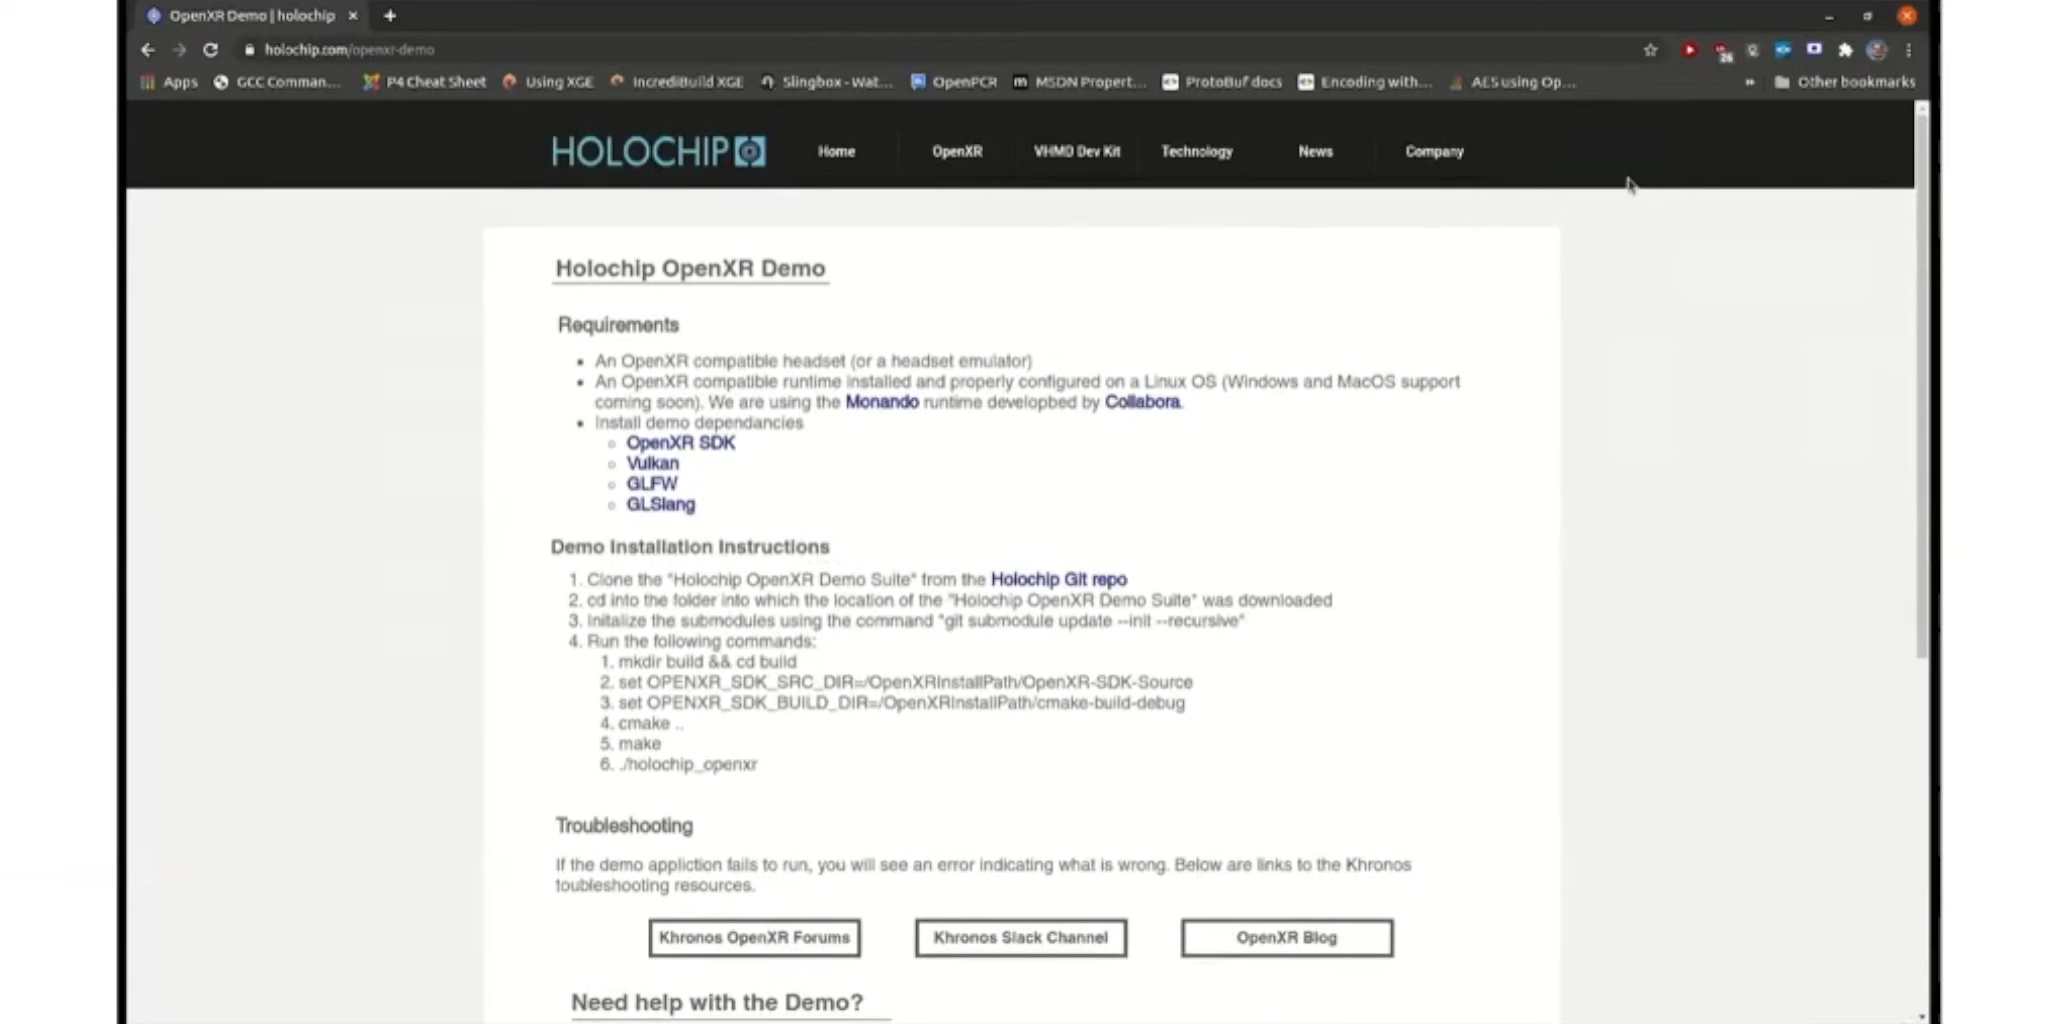 OpenXR Demo | holochip
holochip.com/openxr-demo
26
Apps GCC Comman... P4 Cheat Sheet Using XGE IncrediBuild XGE Slingbox - Wat... OpenPCR MSDN Propert... ProtoBuf docs Encoding with... AES using Op... » Other bookmarks
HOLOCHIP Home OpenXR VHMD Dev Kit Technology News Company
Holochip OpenXR Demo
Requirements
• An OpenXR compatible headset (or a headset emulator)
• An OpenXR compatible runtime installed and properly configured on a Linux OS (Windows and MacOS support
coming soon). We are using the Monando runtime developbed by Collabora.
• Install demo dependancies
○ OpenXR SDK
○ Vulkan
○ GLFW
○ GLSlang
Demo Installation Instructions
1. Clone the "Holochip OpenXR Demo Suite" from the Holochip Git repo
2. cd into the folder into which the location of the "Holochip OpenXR Demo Suite" was downloaded
3. Initalize the submodules using the command "git submodule update --init --recursive"
4. Run the following commands:
1. mkdir build && cd build
2. set OPENXR_SDK_SRC_DIR=/OpenXRInstallPath/OpenXR-SDK-Source
3. set OPENXR_SDK_BUILD_DIR=/OpenXRInstallPath/cmake-build-debug
4. cmake ..
5. make
6. ./holochip_openxr
Troubleshooting
If the demo appliction fails to run, you will see an error indicating what is wrong. Below are links to the Khronos
toubleshooting resources.
Khronos OpenXR Forums Khronos Slack Channel OpenXR Blog
Need help with the Demo?